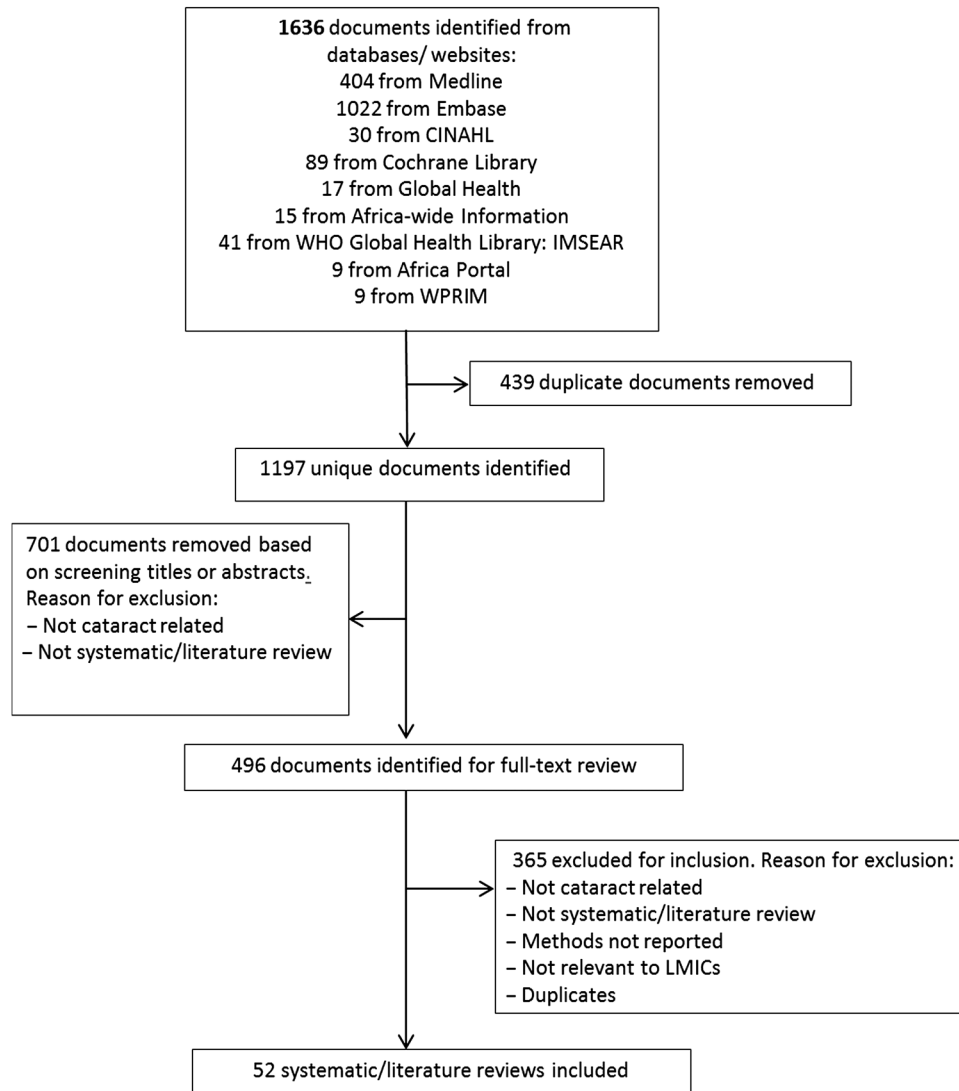 1636 documents identified from
databases/ websites:
404 from Medline
1022 from Embase
30 from CINAHL
89 from Cochrane Library
17 from Global Health
15 from Africa-wide Information
41 from WHO Global Health Library: IMSEAR
9 from Africa Portal
9 from WPRIM
439 duplicate documents removed
1197 unique documents identified
701 documents removed based
on screening titles or abstracts.
Reason for exclusion:
– Not cataract related
– Not systematic/literature review
496 documents identified for full-text review
365 excluded for inclusion. Reason for exclusion:
– Not cataract related
– Not systematic/literature review
– Methods not reported
– Not relevant to LMICs
– Duplicates
52 systematic/literature reviews included